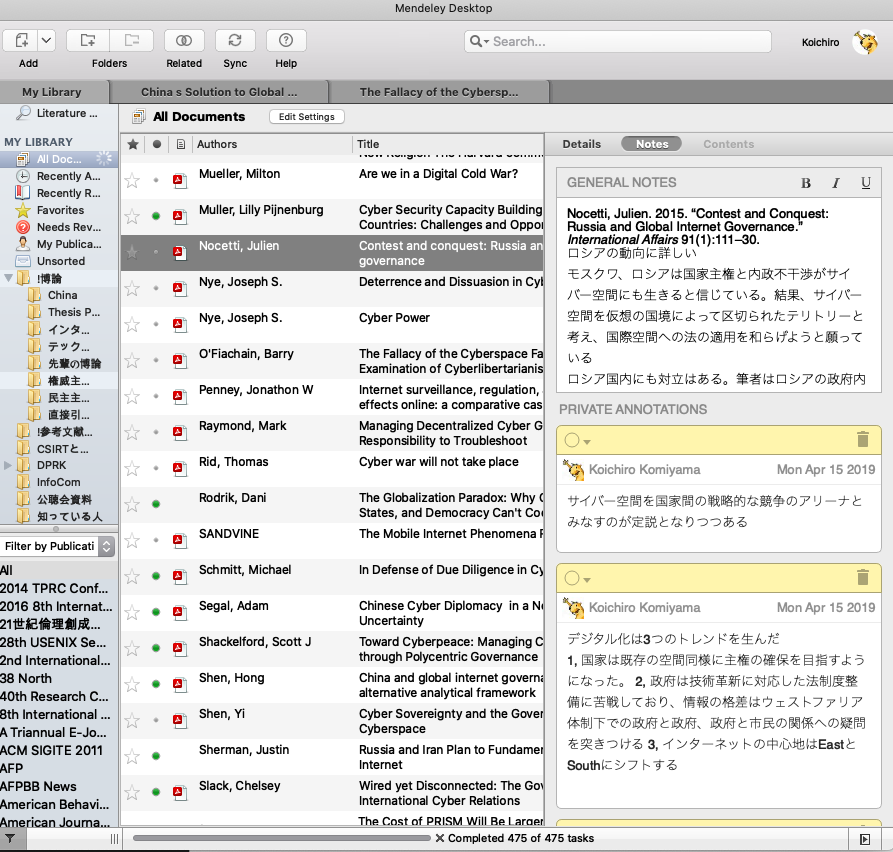 Mendeley Desktop
Add
Folders
Related
Sync
Help
Search...
Koichiro
My Library
China s Solution to Global ...
The Fallacy of the Cybersp...
Literature ...
MY LIBRARY
All Doc...
Recently A...
Recently R...
Favorites
Needs Rev...
My Publica...
Unsorted
!博論
China
Thesis P...
インタ...
テック...
先輩の博論
権威主...
民主主...
直接引...
!参考文献...
CSIRTと...
DPRK
InfoCom
公聴会資料
知っている人
Filter by Publicati
All
2014 TPRC Conf...
2016 8th Internat...
21世紀倫理創成...
28th USENIX Se...
2nd International...
38 North
40th Research C...
8th International ...
A Triannual E-Jo...
ACM SIGITE 2011
AFP
AFPBB News
American Behavi...
American Journa...
All Documents
Edit Settings
Authors
Title
Mueller, Milton
Are we in a Digital Cold War?
Muller, Lilly Pijnenburg
Cyber Security Capacity Building
Countries: Challenges and Oppor
Nocetti, Julien
Contest and conquest: Russia an
governance
Nye, Joseph S.
Deterrence and Dissuasion in Cyb
Nye, Joseph S.
Cyber Power
O'Fiachain, Barry
The Fallacy of the Cyberspace Fa
Examination of Cyberlibertarianis
Penney, Jonathon W
Internet surveillance, regulation,
effects online: a comparative cas
Raymond, Mark
Managing Decentralized Cyber G
Responsibility to Troubleshoot
Rid, Thomas
Cyber war will not take place
Rodrik, Dani
The Globalization Paradox: Why C
States, and Democracy Can't Coe
SANDVINE
The Mobile Internet Phenomena R
Schmitt, Michael
In Defense of Due Diligence in Cy
Segal, Adam
Chinese Cyber Diplomacy in a Ne
Uncertainty
Shackelford, Scott J
Toward Cyberpeace: Managing C
through Polycentric Governance
Shen, Hong
China and global internet governa
alternative analytical framework
Shen, Yi
Cyber Sovereignty and the Gover
Cyberspace
Sherman, Justin
Russia and Iran Plan to Fundamen
Internet
Slack, Chelsey
Wired yet Disconnected: The Gov
International Cyber Relations
The Cost of PRISM Will Be Larger
Completed 475 of 475 tasks
Details
Notes
Contents
GENERAL NOTES
B I U
Nocetti, Julien. 2015. “Contest and Conquest:
Russia and Global Internet Governance.”
International Affairs 91(1):111–30.
ロシアの動向に詳しい
モスクワ、ロシアは国家主権と内政不干渉がサイ
バー空間にも生きると信じている。結果、サイバー
空間を仮想の国境によって区切られたテリトリーと
考え、国際空間への法の適用を和らげようと願って
いる
ロシア国内にも対立はある。筆者はロシアの政府内
PRIVATE ANNOTATIONS
Koichiro Komiyama
Mon Apr 15 2019
サイバー空間を国家間の戦略的な競争のアリーナと
みなすのが定説となりつつある
Koichiro Komiyama
Mon Apr 15 2019
デジタル化は3つのトレンドを生んだ
1, 国家は既存の空間同様に主権の確保を目指すよう
になった。 2, 政府は技術革新に対応した法制度整
備に苦戦しており、情報の格差はウェストファリア
体制下での政府と政府、政府と市民の関係への疑問
を突きつける 3, インターネットの中心地はEastと
Southにシフトする